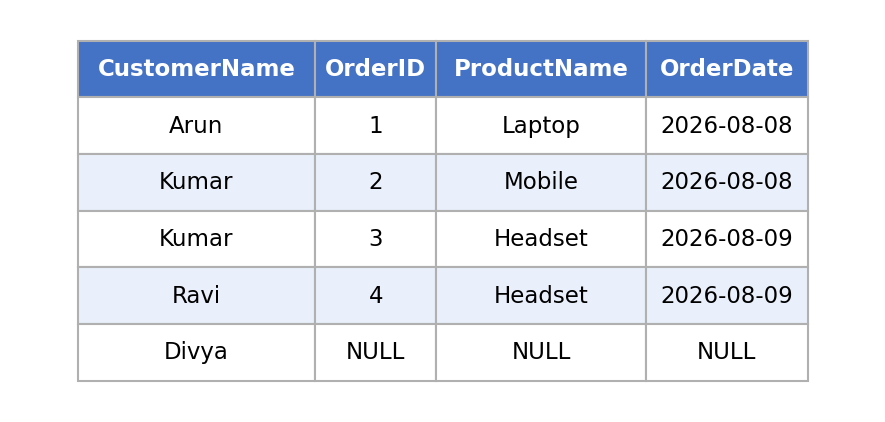 CustomerName OrderID ProductName OrderDate
Arun 1 Laptop 2026-08-08
Kumar 2 Mobile 2026-08-08
Kumar 3 Headset 2026-08-09
Ravi 4 Headset 2026-08-09
Divya NULL NULL NULL